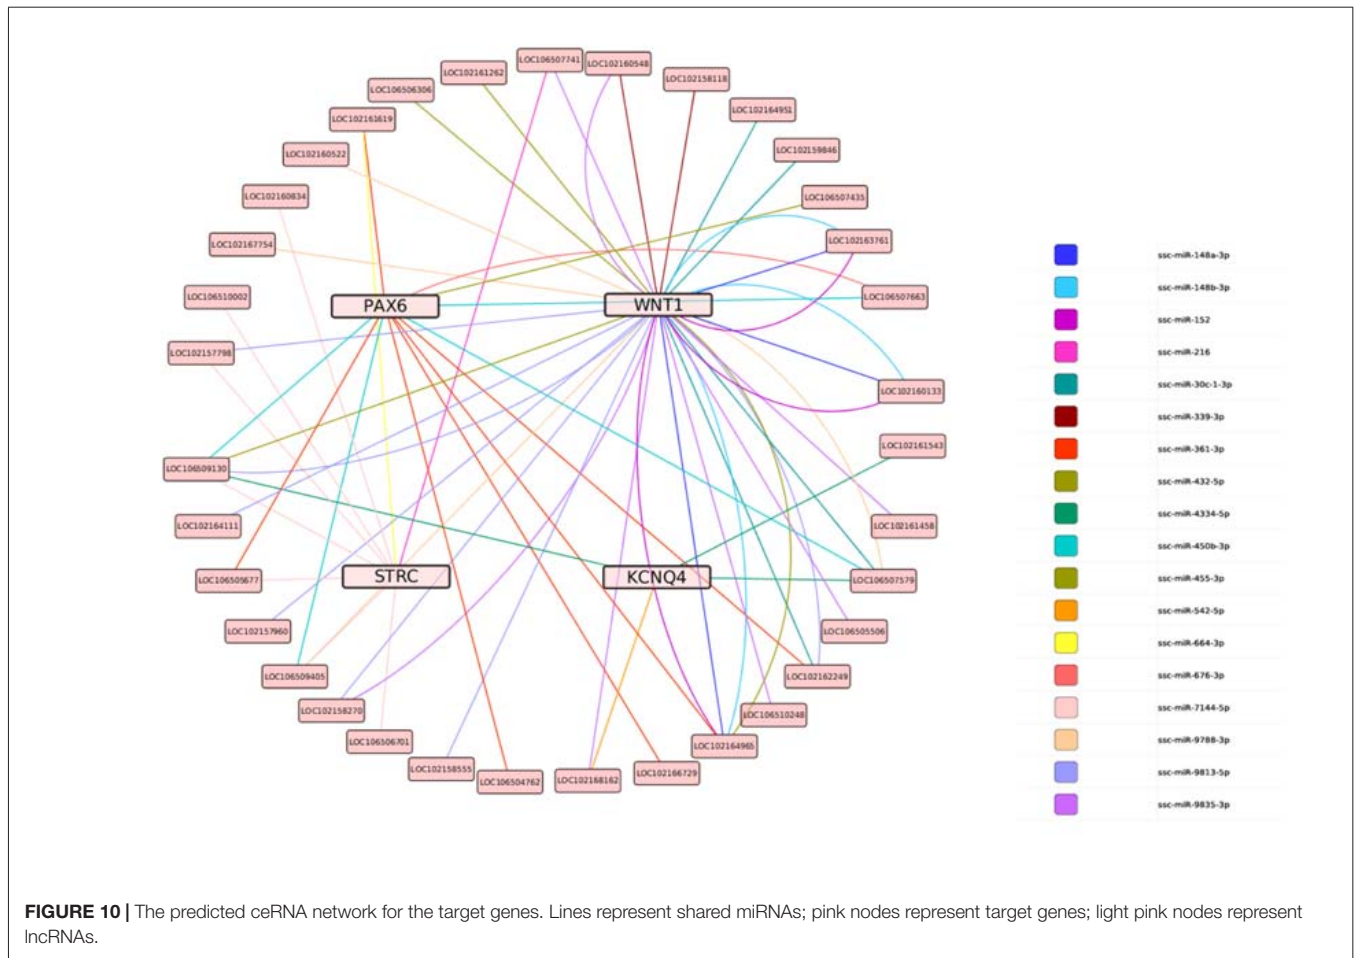 LOC106507741
LOC102160548
LOC102161262
LOC102158118
LOC106506306
LOC102164951
LOC102161619
LOC102159846
LOC102160522
LOC102160834
LOC106507435
LOC102167754
LOC102163761
LOC106510002
LOC106507663
PAX6
WNT1
LOC102157798
LOC102160133
LOC102161543
LOC106509130
LOC102164111
LOC102161458
LOC106505677
STRC
KCNQ4
LOC106507579
LOC102157960
LOC106505506
LOC106509405
LOC102162249
LOC102158270
LOC106510248
LOC106506701
LOC102164965
LOC102158555
LOC106504762
LOC102168162
LOC102166729
ssc-miR-148a-3p
ssc-miR-148b-3p
ssc-miR-152
ssc-miR-216
ssc-miR-30c-1-3p
ssc-miR-339-3p
ssc-miR-361-3p
ssc-miR-432-5p
ssc-miR-4334-5p
ssc-miR-450b-3p
ssc-miR-455-3p
ssc-miR-542-5p
ssc-miR-664-3p
ssc-miR-676-3p
ssc-miR-7144-5p
ssc-miR-9788-3p
ssc-miR-9813-5p
ssc-miR-9835-3p
FIGURE 10 | The predicted ceRNA network for the target genes. Lines represent shared miRNAs; pink nodes represent target genes; light pink nodes represent
lncRNAs.